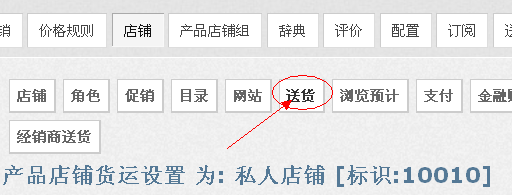 销 价格规则 店铺 产品店铺组 辞典 评价 配置 订阅
店铺 角色 促销 目录 网站 送货 浏览预计 支付 金融账
经销商送货
产品店铺货运设置 为: 私人店铺 [标识:10010]